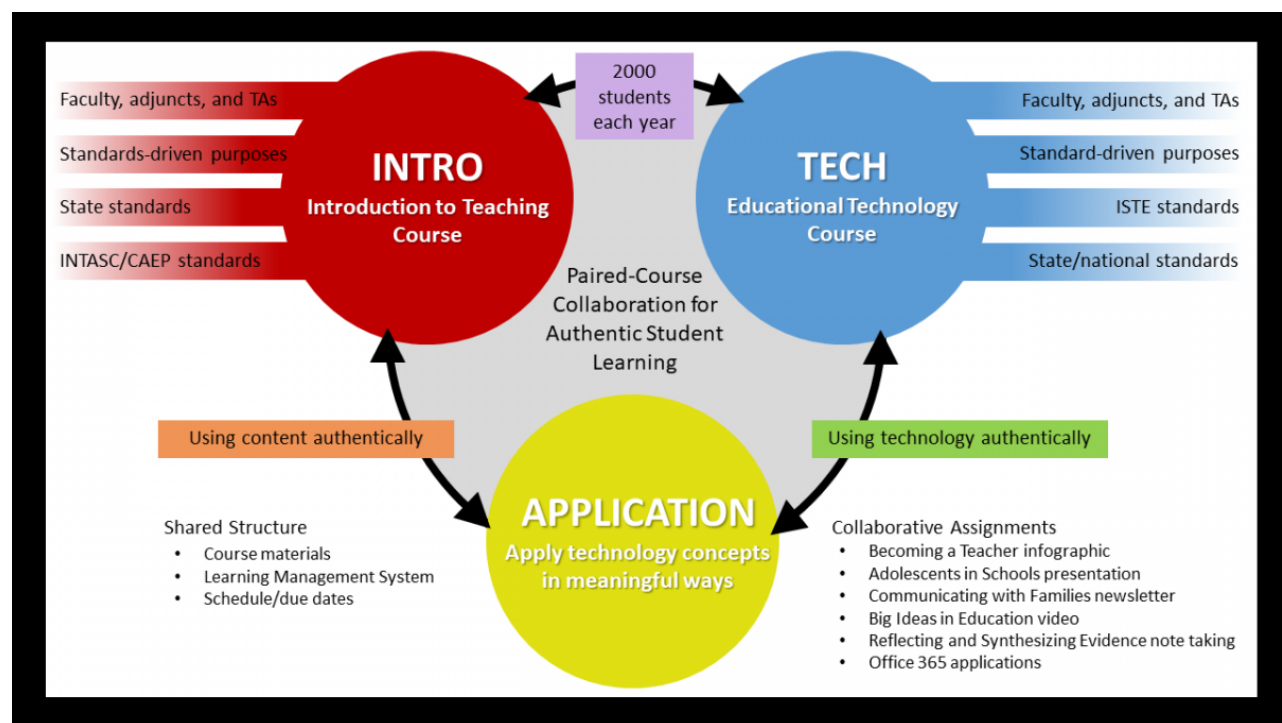 2000
students
each year
Faculty, adjuncts, and TAs
Standards-driven purposes
State standards
INTASC/CAEP standards
INTRO
Introduction to Teaching
Course
TECH
Educational Technology
Course
Faculty, adjuncts, and TAs
Standard-driven purposes
ISTE standards
State/national standards
Paired-Course
Collaboration for
Authentic Student
Learning
Using content authentically
Using technology authentically
APPLICATION
Apply technology concepts
in meaningful ways
Shared Structure
• Course materials
• Learning Management System
• Schedule/due dates
Collaborative Assignments
• Becoming a Teacher infographic
• Adolescents in Schools presentation
• Communicating with Families newsletter
• Big Ideas in Education video
• Reflecting and Synthesizing Evidence note taking
• Office 365 applications